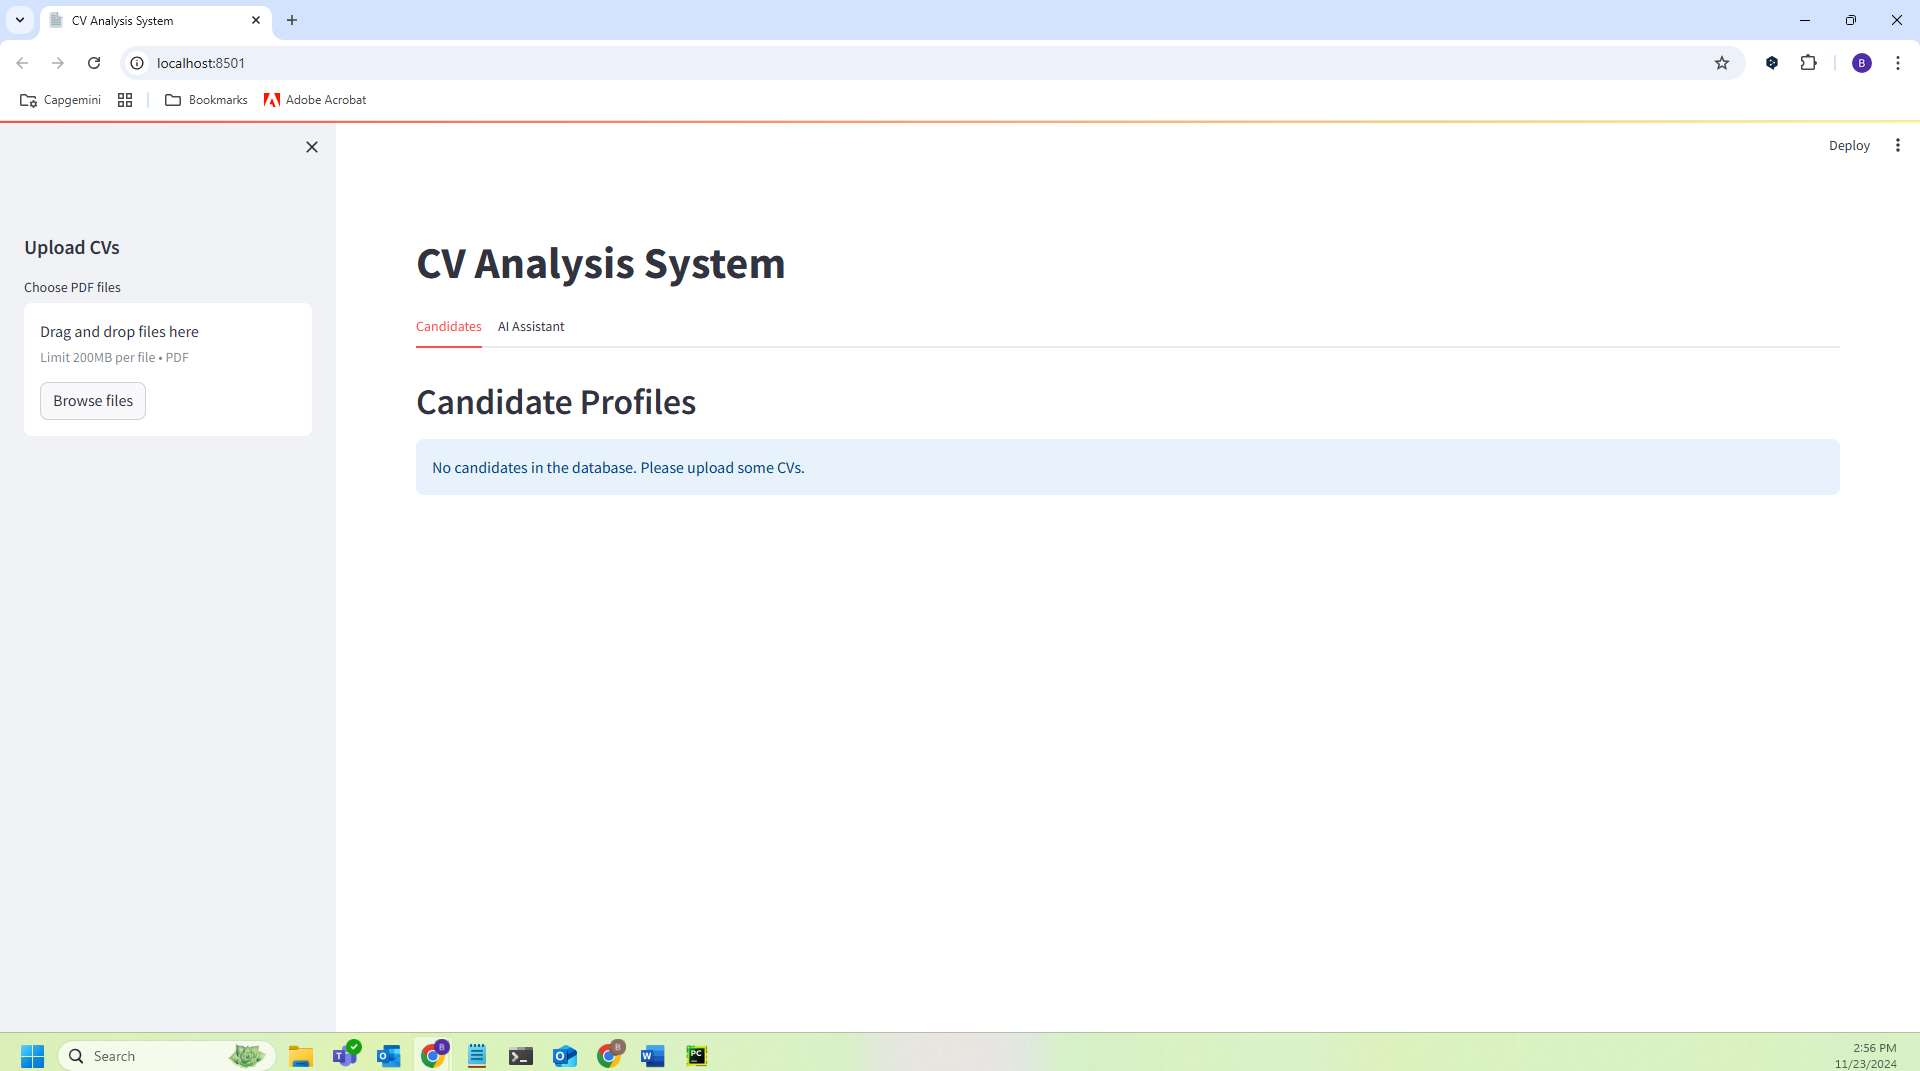 CV Analysis System
localhost:8501
B
Capgemini
Bookmarks
Adobe Acrobat
Deploy
Upload CVs
Choose PDF files
Drag and drop files here
Limit 200MB per file • PDF
Browse files
CV Analysis System
Candidates
AI Assistant
Candidate Profiles
No candidates in the database. Please upload some CVs.
Search
2:56 PM
11/23/2024